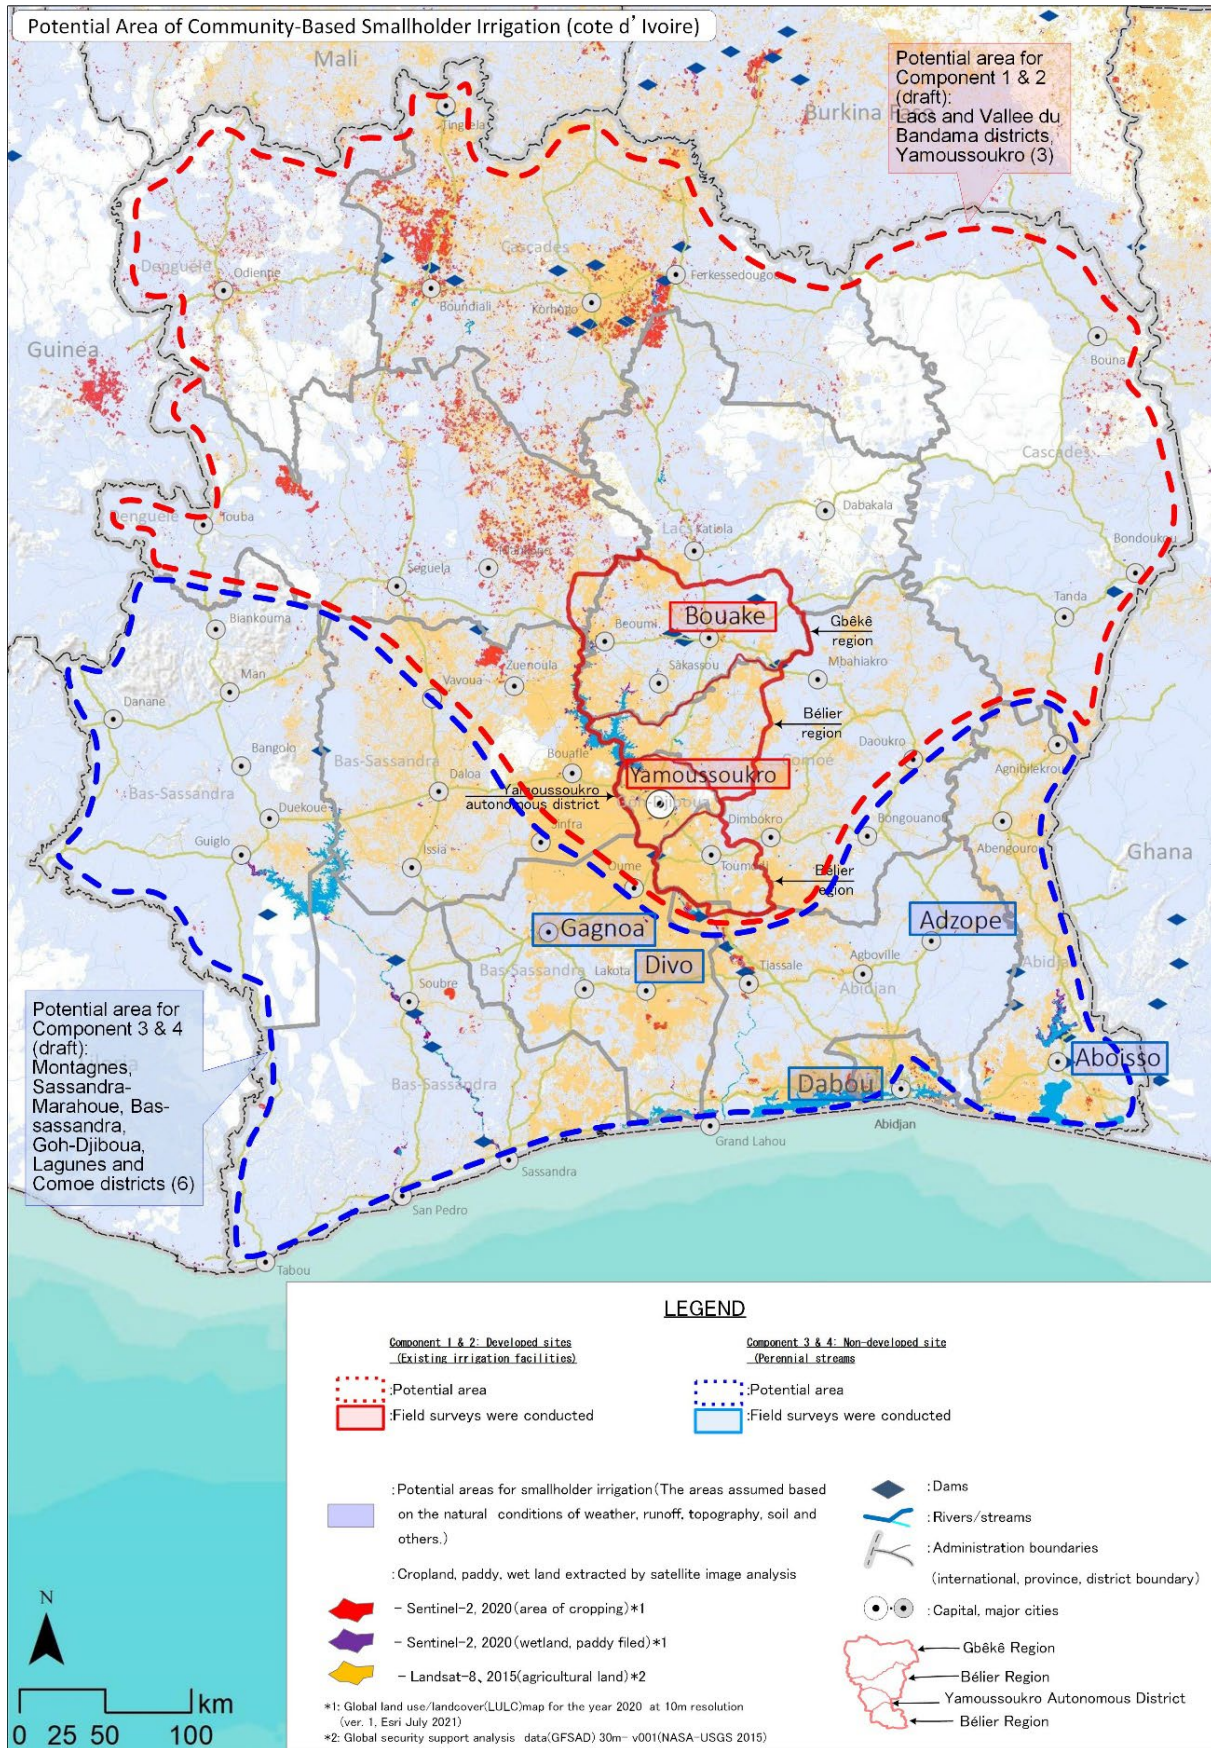 Potential Area of Community-Based Smallholder Irrigation (cote d' Ivoire)
Mali
Burkina Faso
Potential area for
Component 1 & 2
(draft):
Lacs and Vallee du
Bandama districts,
Yamoussoukro (3)
Tingrela
Cascades
Denguele
Odienne
Boundiali
Korhogo
Ferkessedougou
Guinea
Bouna
Cascades
Denguele
Touba
Dabakala
Lacs
Katiola
Bondoukou
Seguela
Mankono
Tanda
Biankouma
Beoumi
Bouake
Gbêkê
region
Zuenoula
Sakassou
Mbahiakro
Man
Vavoua
Danane
Bélier
region
Bangolo
Bas-Sassandra
Bouafle
Daoukro
Comoe
Agnibilekrou
Yamoussoukro
Daloa
Bas-Sassandra
Yamoussoukro
autonomous district
Goh-Djiboua
Duekoue
Sinfra
Dimbokro
Bongouanou
Abengourou
Guiglo
Issia
Oume
Toumodi
Bélier
region
Ghana
Gagnoa
Adzope
Divo
Bas-Sassandra
Lakota
Tiassale
Agboville
Abidjan
Abidjan
Soubre
Potential area for
Component 3 & 4
(draft):
Montagnes,
Sassandra-
Marahoue, Bas-
sassandra,
Goh-Djiboua,
Lagunes and
Comoe districts (6)
Bas-Sassandra
Dabou
Aboisso
Grand Lahou
Abidjan
Sassandra
San Pedro
Tabou
LEGEND
Component 1 & 2: Developed sites
(Existing irrigation facilities)
:Potential area
:Field surveys were conducted
Component 3 & 4: Non-developed site
(Perennial streams
:Potential area
:Field surveys were conducted
:Potential areas for smallholder irrigation(The areas assumed based
on the natural conditions of weather, runoff, topography, soil and
others.)
:Cropland, paddy, wet land extracted by satellite image analysis
– Sentinel-2, 2020(area of cropping)*1
– Sentinel-2, 2020(wetland, paddy filed)*1
– Landsat-8、2015(agricultural land)*2
*1: Global land use/landcover(LULC)map for the year 2020 at 10m resolution
(ver. 1, Esri July 2021)
*2: Global security support analysis data(GFSAD) 30m- v001(NASA-USGS 2015)
:Dams
:Rivers/streams
:Administration boundaries
(international, province, district boundary)
:Capital, major cities
Gbêkê Region
Bélier Region
Yamoussoukro Autonomous District
Bélier Region
N
km
0 25 50 100